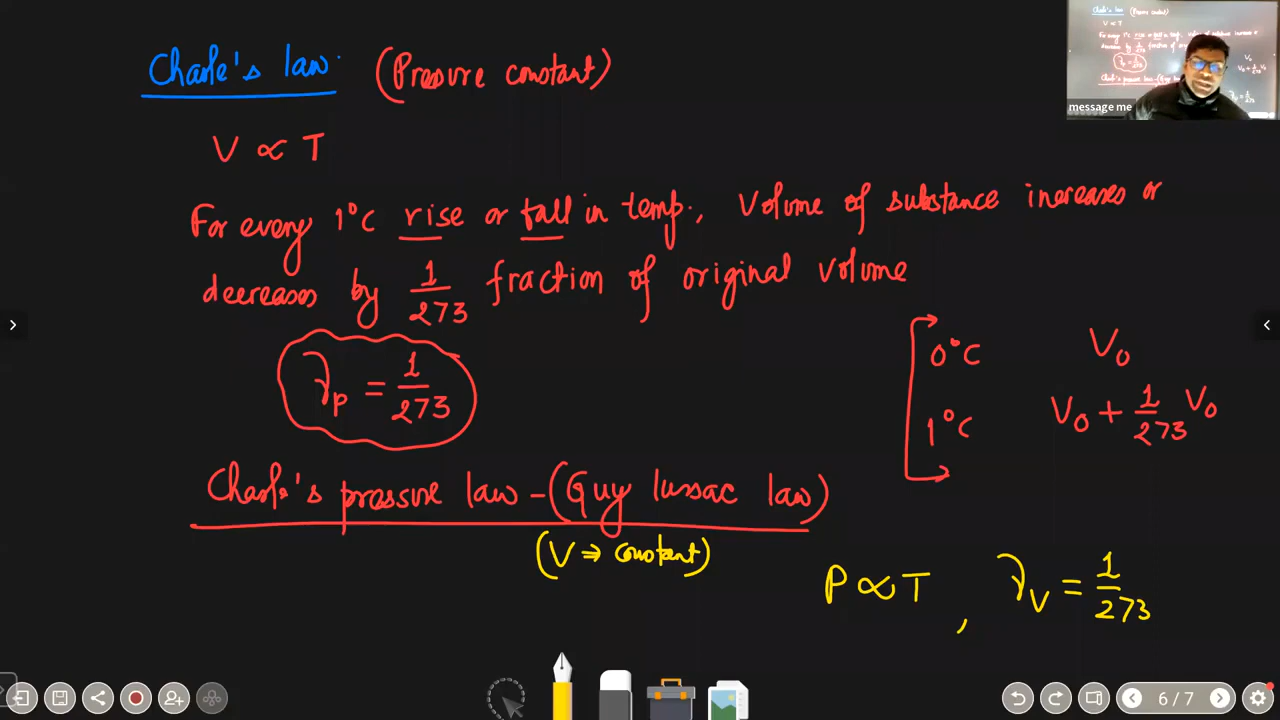 Charle's law (Pressure constant)
V ∝ T
For every 1°C rise or fall in temp., Volume of substance increases or
decreases by 1/273 fraction of original volume
γp = 1/273
0°C V₀
1°C V₀ + 1/273 V₀
Charle's pressure law - (Guy lussac law)
(V ⇒ constant)
P ∝ T , γV = 1/273
message me
6 / 7